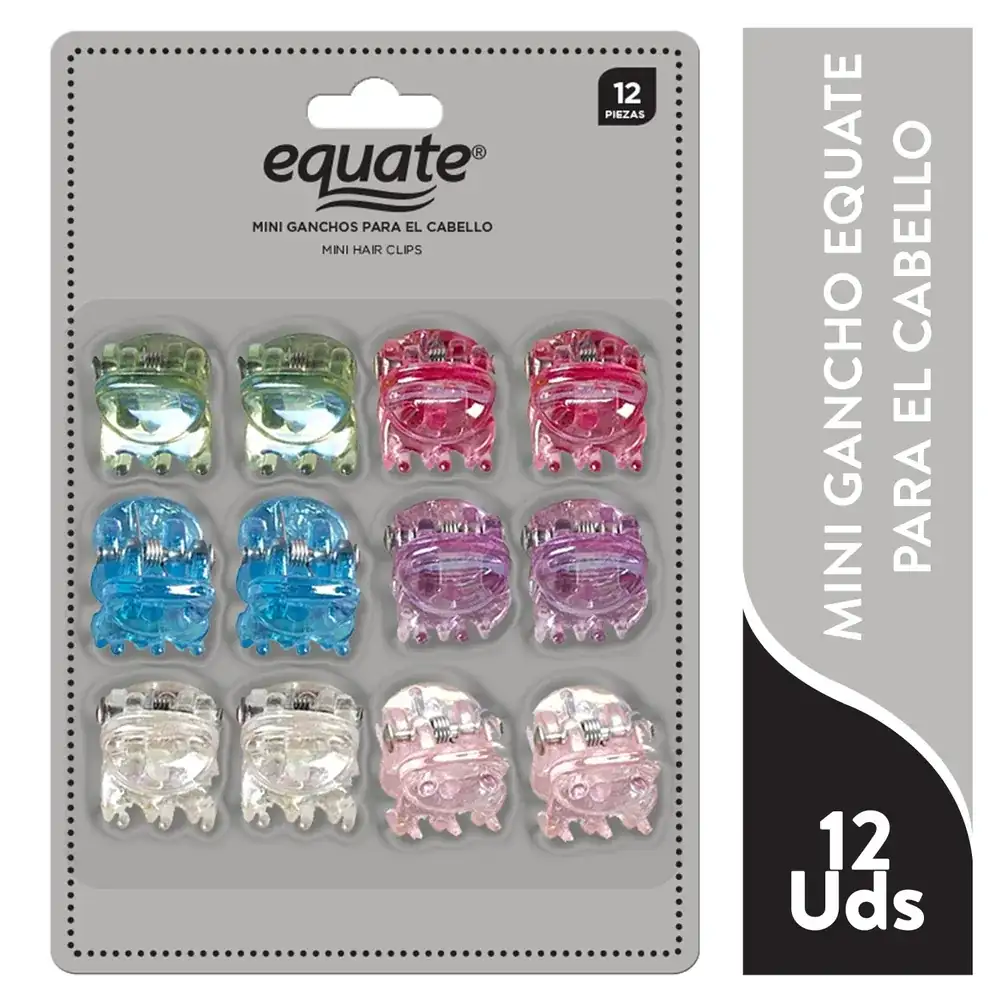 12
PIEZAS
equate®
MINI GANCHOS PARA EL CABELLO
MINI HAIR CLIPS
MINI GANCHO EQUATE
PARA EL CABELLO
12
Uds